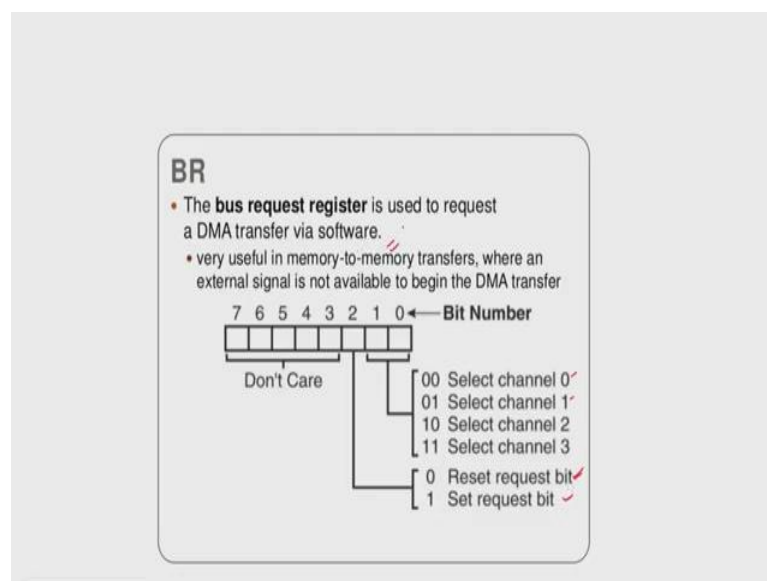 BR
• The bus request register is used to request
a DMA transfer via software.
• very useful in memory-to-memory transfers, where an
external signal is not available to begin the DMA transfer
7 6 5 4 3 2 1 0 Bit Number
Don't Care
00 Select channel 0
01 Select channel 1
10 Select channel 2
11 Select channel 3
0 Reset request bit
1 Set request bit